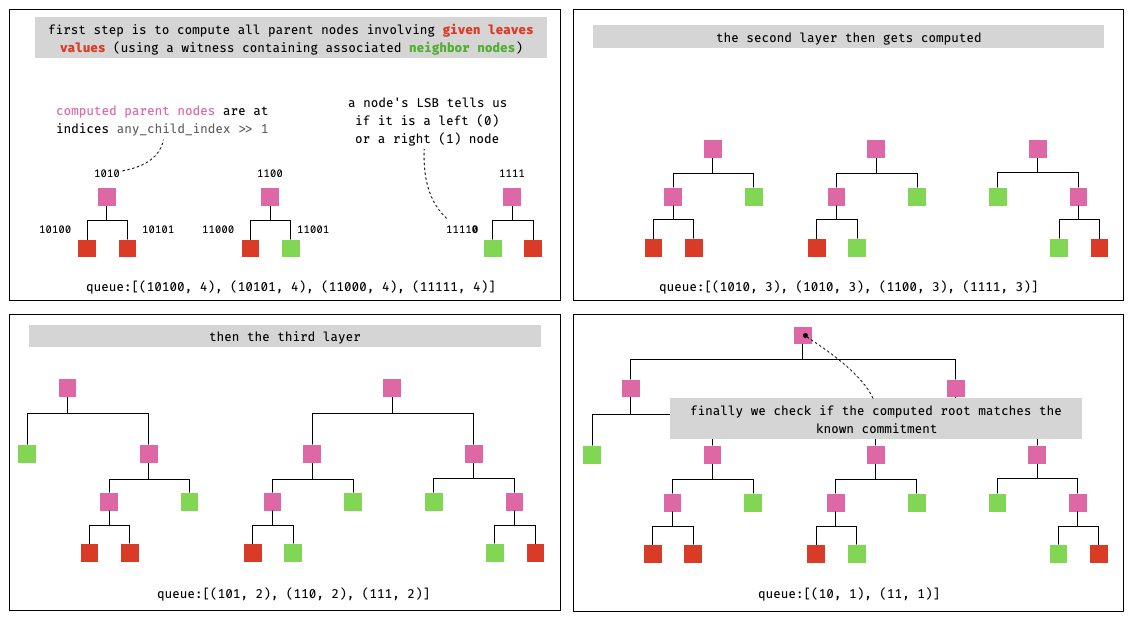 first step is to compute all parent nodes involving given leaves
values (using a witness containing associated neighbor nodes)
computed parent nodes are at
indices any_child_index >> 1
a node's LSB tells us
if it is a left (0)
or a right (1) node
1010
1100
1111
10100
10101
11000
11001
11110
queue:[(10100, 4), (10101, 4), (11000, 4), (11111, 4)]
the second layer then gets computed
queue:[(1010, 3), (1010, 3), (1100, 3), (1111, 3)]
then the third layer
queue:[(101, 2), (110, 2), (111, 2)]
finally we check if the computed root matches the
known commitment
queue:[(10, 1), (11, 1)]